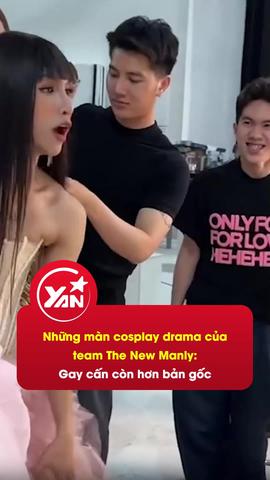 ONLY FO
FOR LOV
HEHEHE
YAN
Những màn cosplay drama của
team The New Manly:
Gay cấn còn hơn bản gốc